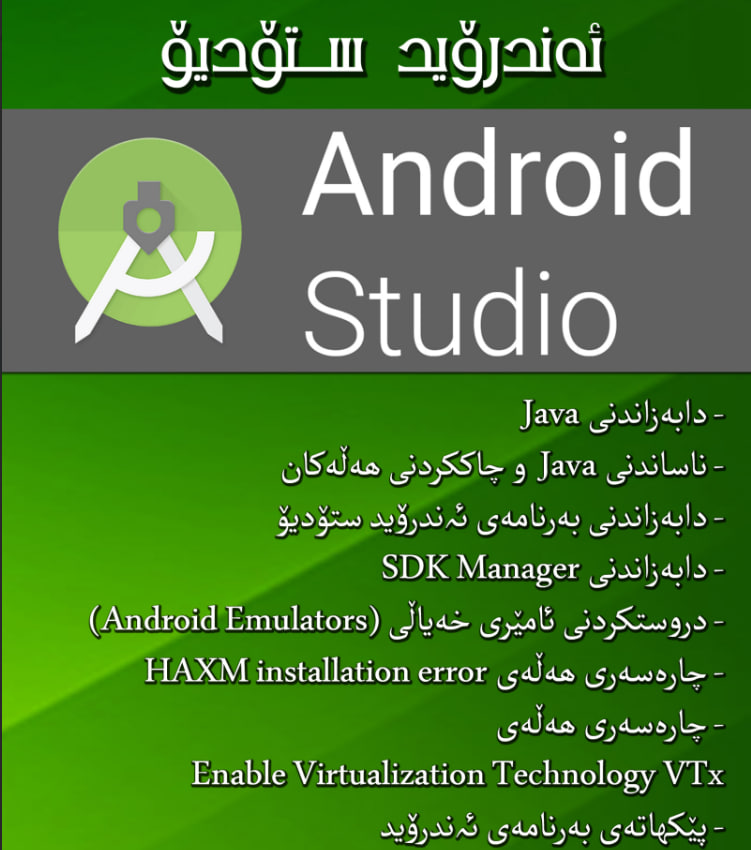 ئەندرۆید ستۆدیۆ
Android
Studio
- دابەزاندنی Java
- ناساندنی Java و چاککردنی هەڵەکان
- دابەزاندنی بەرنامەی ئەندرۆید ستۆدیۆ
- دابەزاندنی SDK Manager
- دروستکردنی ئامێری خەیاڵی (Android Emulators)
- چارەسەری هەڵەی HAXM installation error
- چارەسەری هەڵەی
Enable Virtualization Technology VTx
- پێکهاتەی بەرنامەی ئەندرۆید